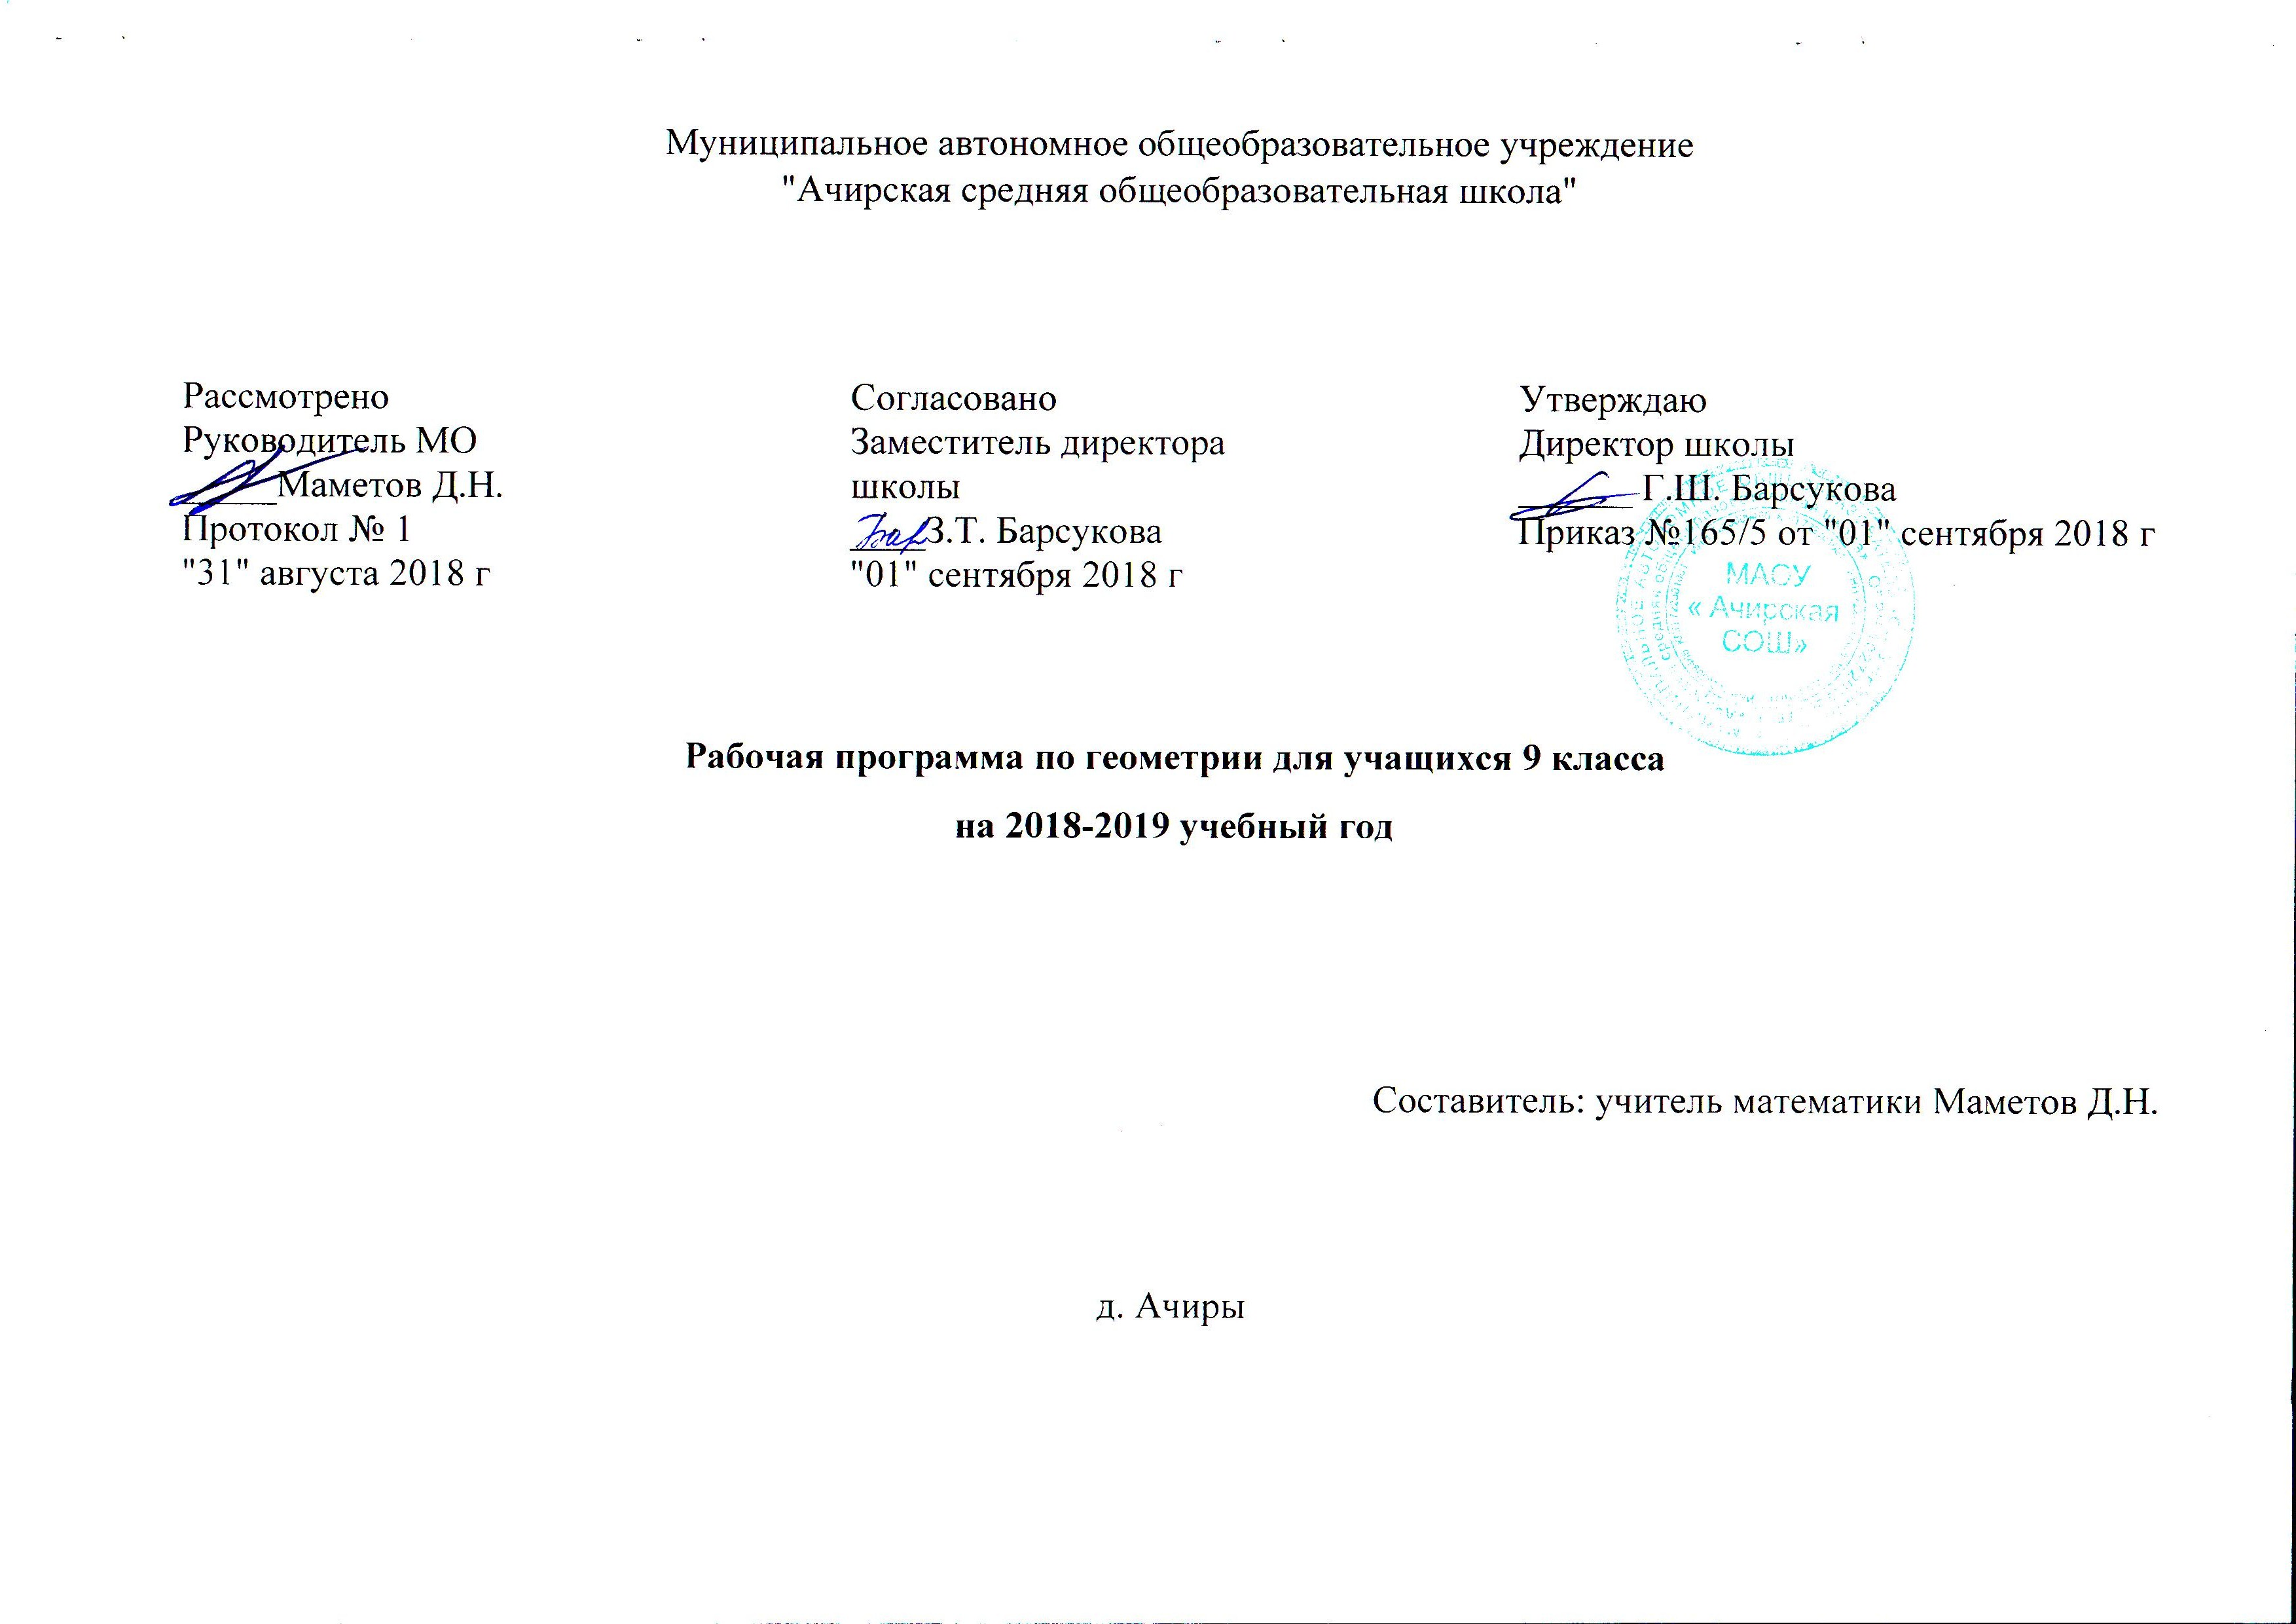 Муниципальное автономное общеобразовательное учреждение
"Ачирская средняя общеобразовательная школа"
Рассмотрено
Руководитель МО
______Маметов Д.Н.
Протокол № 1
"31" августа 2018 г
Согласовано
Заместитель директора
школы
____З.Т. Барсукова
"01" сентября 2018 г
Утверждаю
Директор школы
______ Г.Ш. Барсукова
Приказ №165/5 от "01" сентября 2018 г
МАОУ
« Ачирская
СОШ»
Рабочая программа по геометрии для учащихся 9 класса
на 2018-2019 учебный год
Составитель: учитель математики Маметов Д.Н.
д. Ачиры